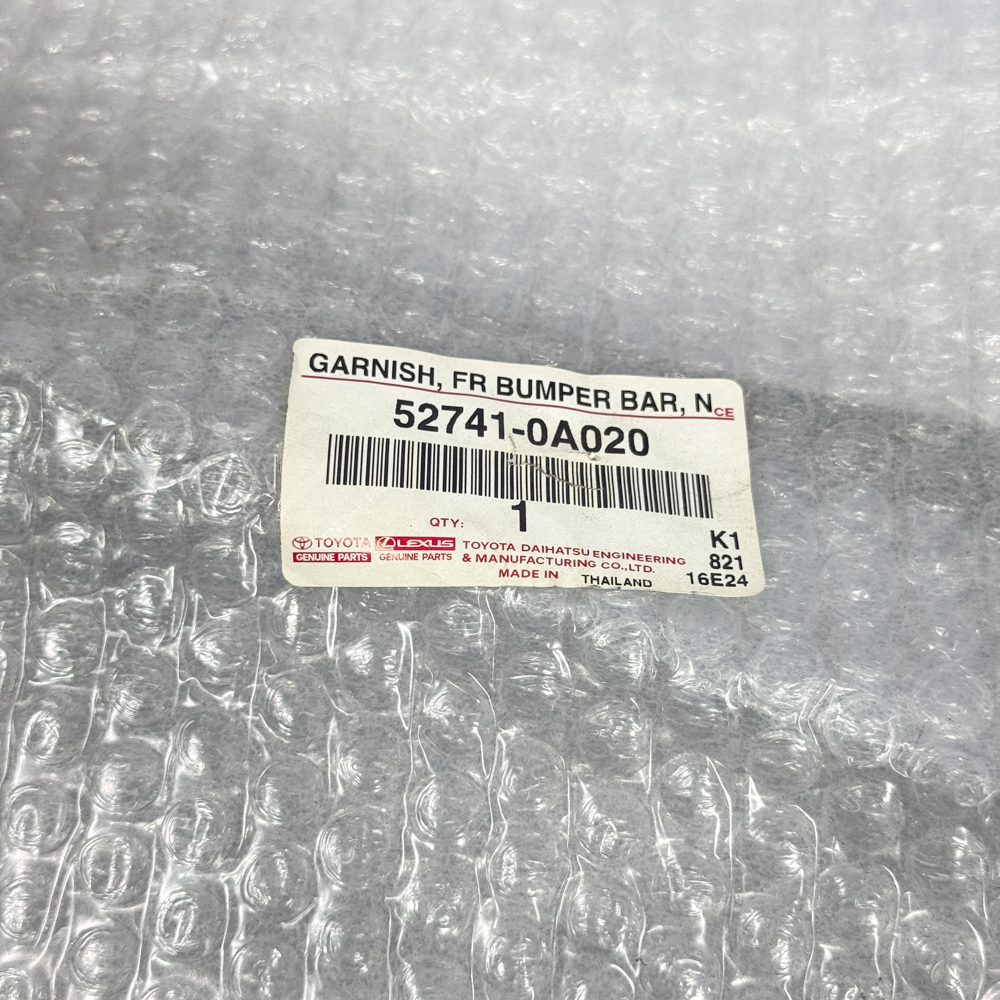 GARNISH, FR BUMPER BAR, N CE
52741-0A020
QTY: 1
TOYOTA GENUINE PARTS
LEXUS GENUINE PARTS
TOYOTA DAIHATSU ENGINEERING
& MANUFACTURING CO.,LTD.
MADE IN THAILAND
K1
821
16E24